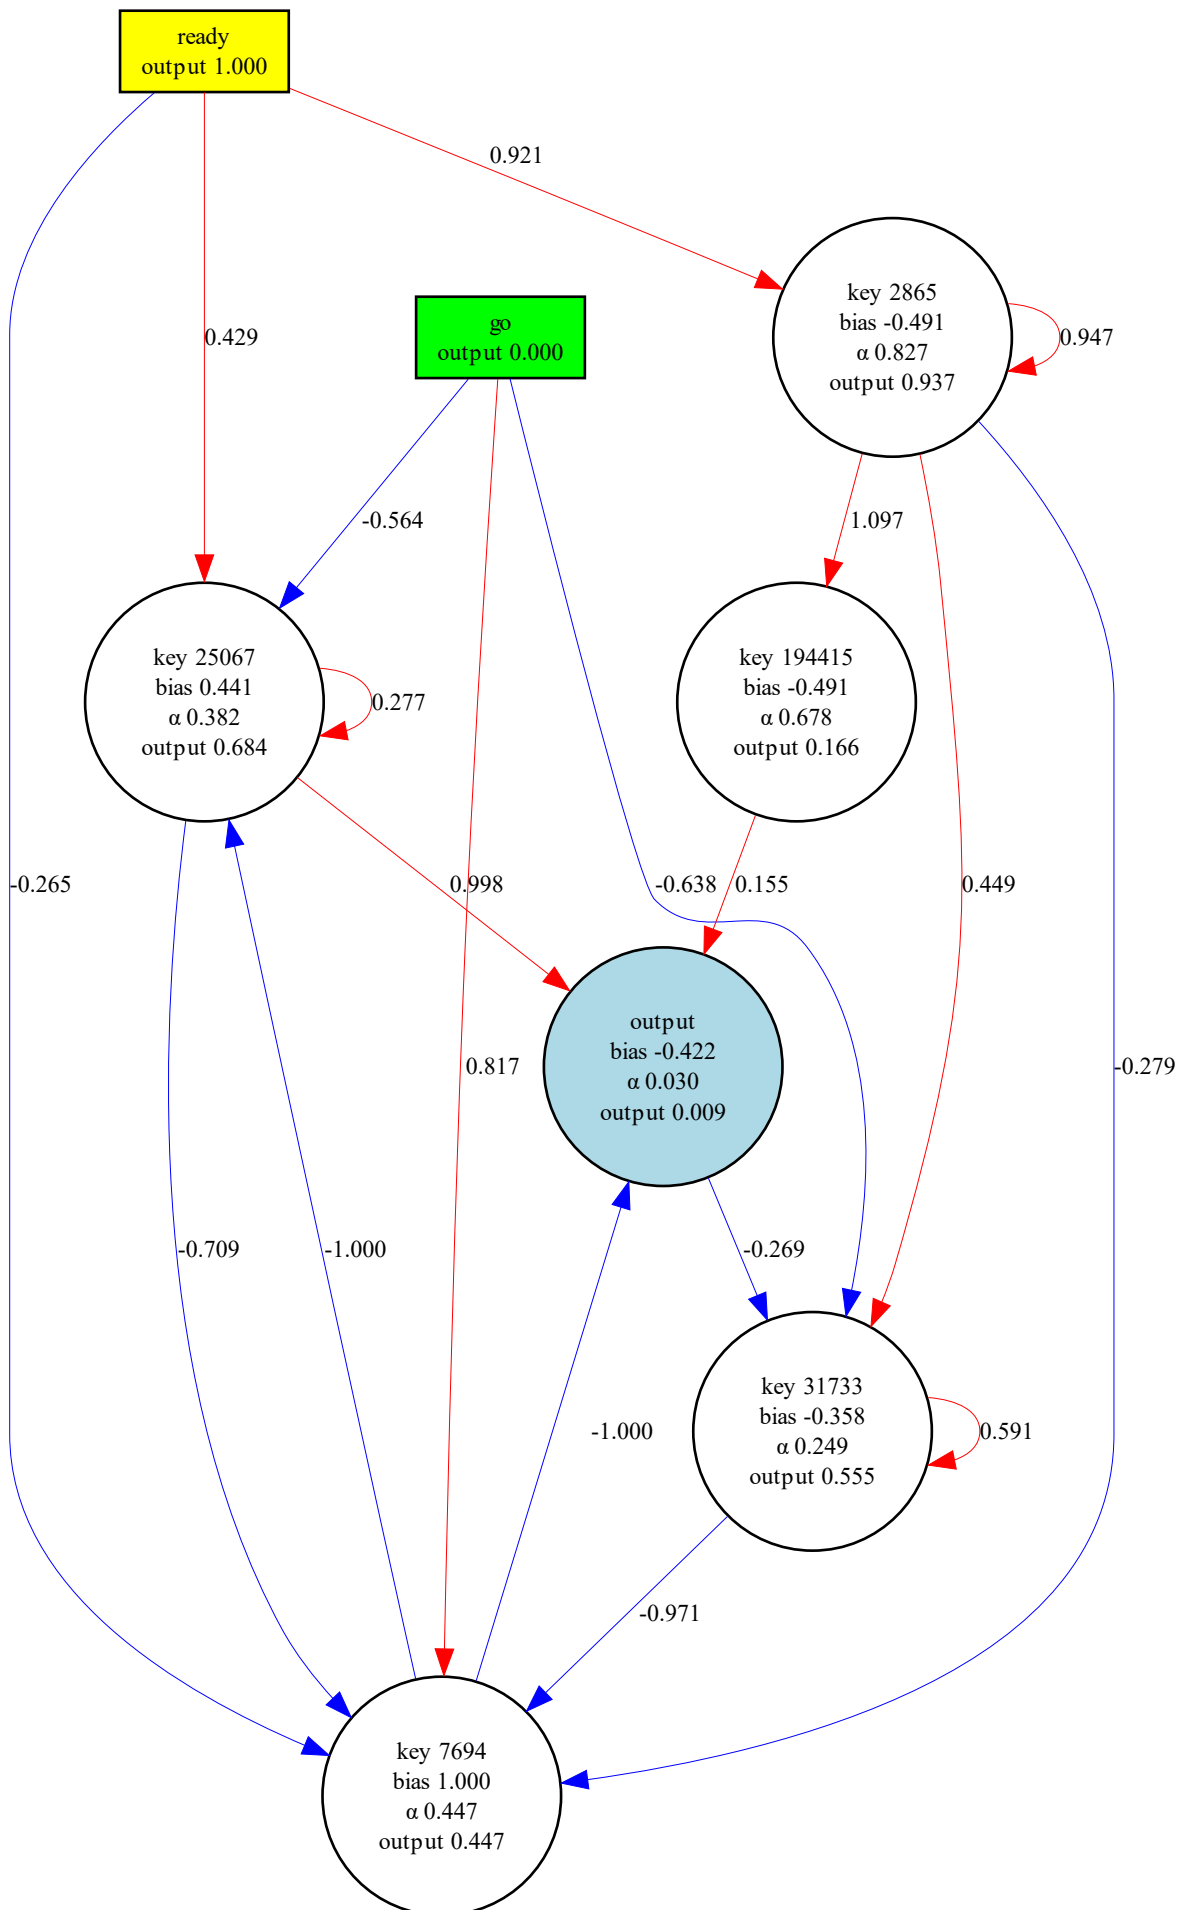 ready
output 1.000
0.921
key 2865
bias -0.491
α 0.827
output 0.937
0.947
go
output 0.000
0.429
-0.564
1.097
key 25067
bias 0.441
α 0.382
output 0.684
0.277
key 194415
bias -0.491
α 0.678
output 0.166
-0.265
0.998
-0.638
0.155
0.449
output
bias -0.422
α 0.030
output 0.009
0.817
-0.279
-0.709
-1.000
-0.269
key 31733
bias -0.358
α 0.249
output 0.555
-1.000
0.591
-0.971
key 7694
bias 1.000
α 0.447
output 0.447